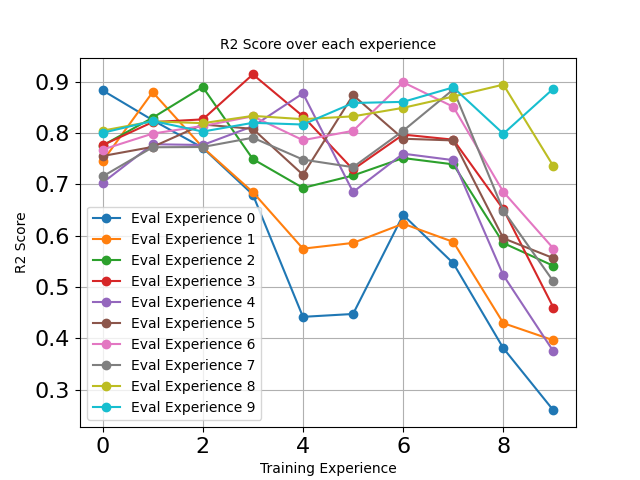 R2 Score over each experience
R2 Score
0.9
0.8
0.7
0.6
0.5
0.4
0.3
Eval Experience 0
Eval Experience 1
Eval Experience 2
Eval Experience 3
Eval Experience 4
Eval Experience 5
Eval Experience 6
Eval Experience 7
Eval Experience 8
Eval Experience 9
0 2 4 6 8
Training Experience